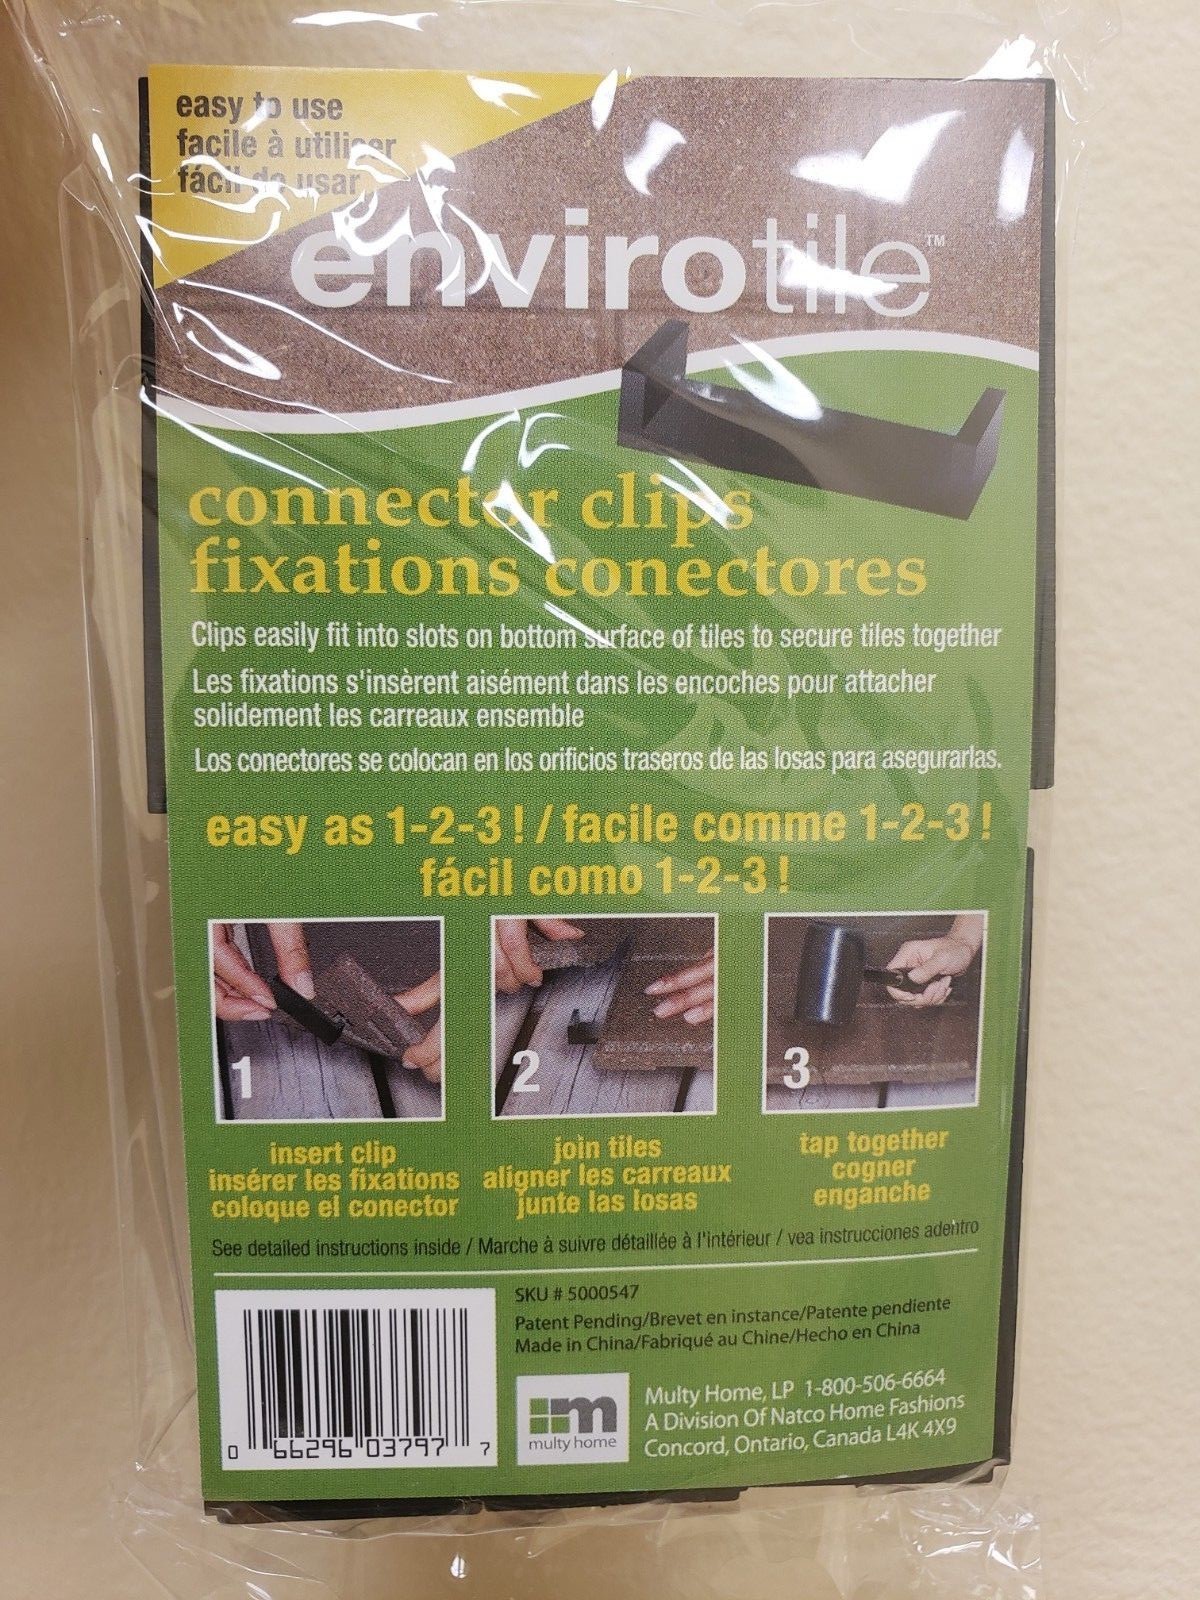 easy to use
facile à utiliser
fácil de usar
envirotile™
connector clips
fixations conectores
Clips easily fit into slots on bottom surface of tiles to secure tiles together
Les fixations s'insèrent aisément dans les encoches pour attacher
solidement les carreaux ensemble
Los conectores se colocan en los orificios traseros de las losas para asegurarlas.
easy as 1-2-3 ! / facile comme 1-2-3 !
fácil como 1-2-3 !
1
2
3
insert clip
insérer les fixations
coloque el conector
join tiles
aligner les carreaux
junte las losas
tap together
cogner
enganche
See detailed instructions inside / Marche à suivre détaillée à l'intérieur / vea instrucciones adentro
0 66296 03797 7
SKU # 5000547
Patent Pending/Brevet en instance/Patente pendiente
Made in China/Fabriqué au Chine/Hecho en China
m
multy home
Multy Home, LP 1-800-506-6664
A Division Of Natco Home Fashions
Concord, Ontario, Canada L4K 4X9